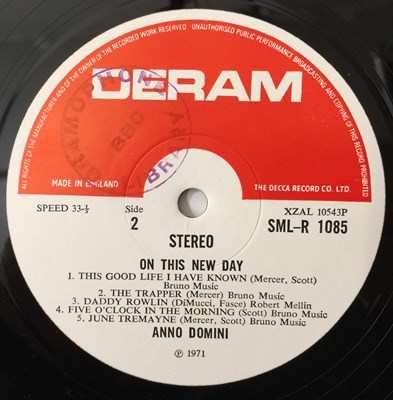 ALL RIGHTS OF THE MANUFACTURER AND OF THE OWNER OF THE RECORDED WORK RESERVED. UNAUTHORISED PUBLIC PERFORMANCE BROADCASTING AND COPYING OF THIS RECORD PROHIBITED
DERAM
BBC
MADE IN ENGLAND
THE DECCA RECORD CO. LTD.
SPEED 33-⅓
Side
2
XZAL 10543P
STEREO
SML-R 1085
ON THIS NEW DAY
1. THIS GOOD LIFE I HAVE KNOWN (Mercer, Scott)
Bruno Music
2. THE TRAPPER (Mercer) Bruno Music
3. DADDY ROWLIN (DiMucci, Fasce) Robert Mellin
4. FIVE O'CLOCK IN THE MORNING (Scott) Bruno Music
5. JUNE TREMAYNE (Mercer, Scott) Bruno Music
ANNO DOMINI
℗ 1971